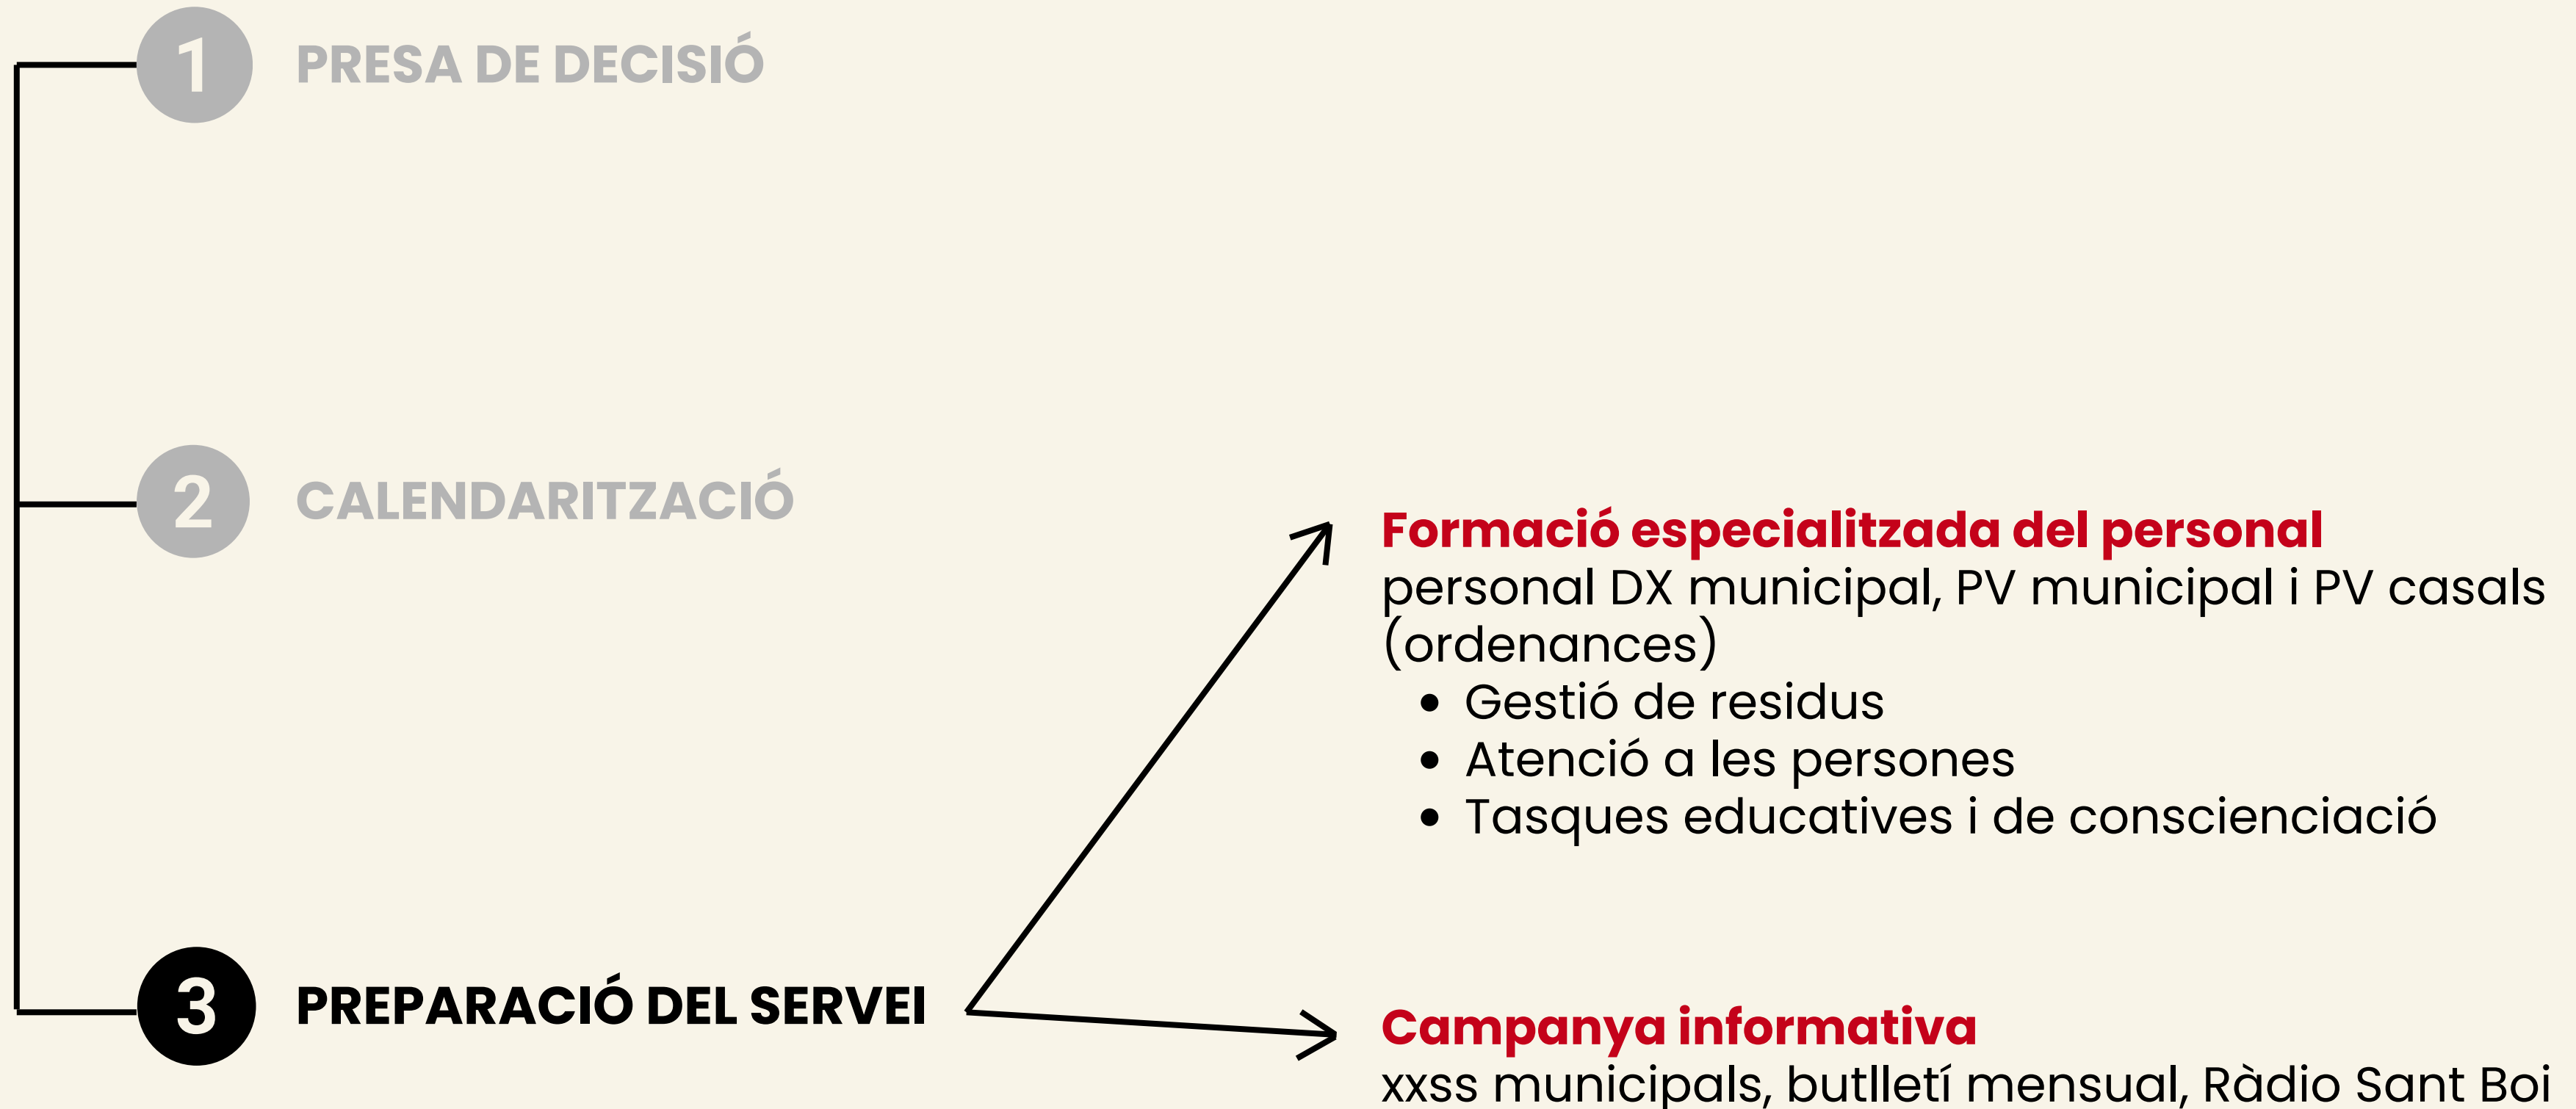 1 PRESA DE DECISIÓ
2 CALENDARITZACIÓ
3 PREPARACIÓ DEL SERVEI
Formació especialitzada del personal
personal DX municipal, PV municipal i PV casals
(ordenances)
• Gestió de residus
• Atenció a les persones
• Tasques educatives i de conscienciació
Campanya informativa
xxss municipals, butlletí mensual, Ràdio Sant Boi